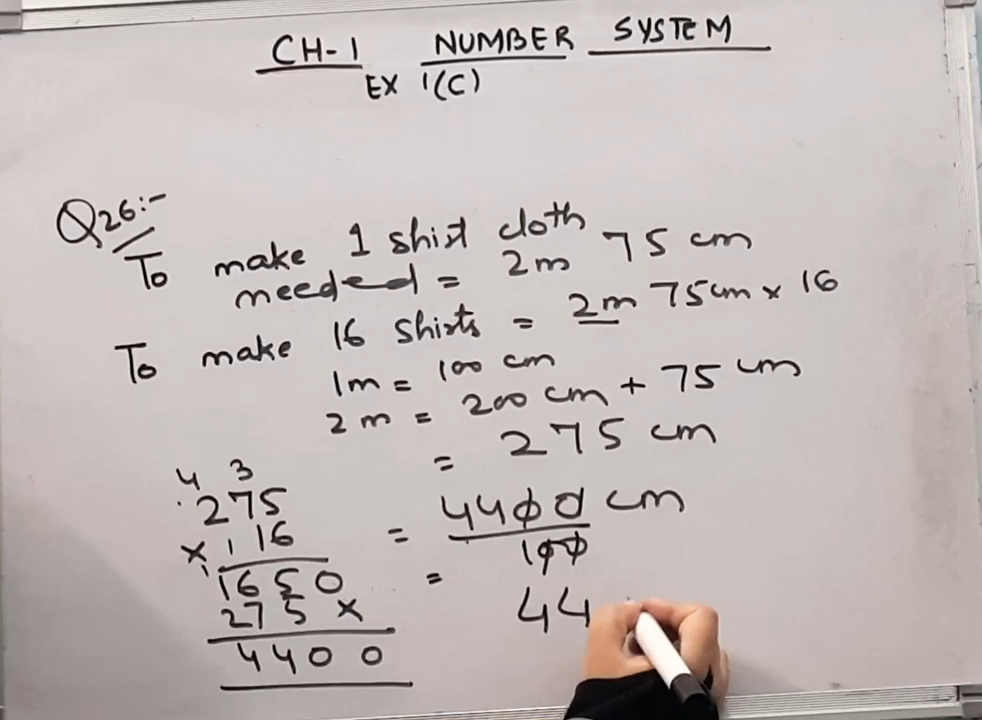 CH-1 NUMBER SYSTEM
EX 1(C)
Q26:-
To make 1 shirt cloth
needed = 2m 75 cm
To make 16 shirts = 2m 75cm x 16
1m = 100 cm
2m = 200 cm + 75 cm
= 275 cm
4 3
275
x 16
1650
275x
4400
= 4400 cm
100
= 44